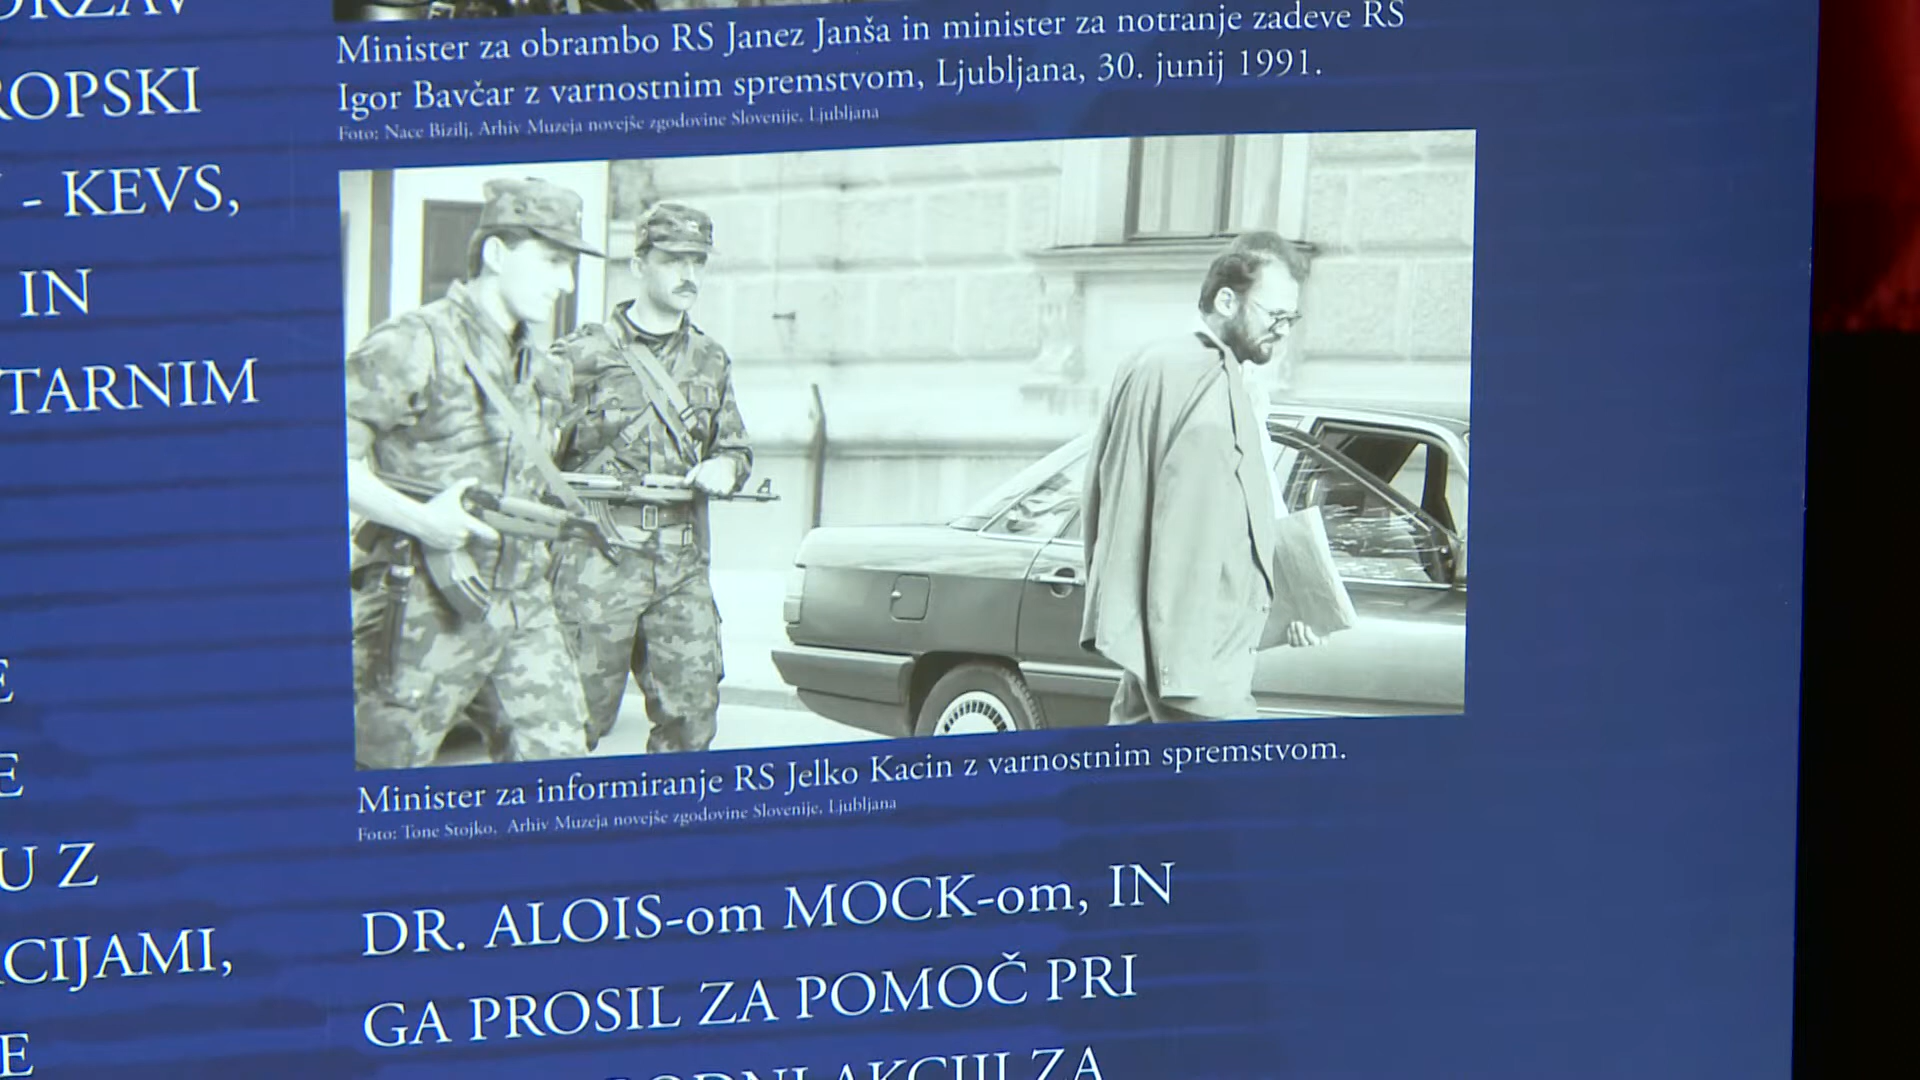 ROPSKI
- KEVS,
IN
TARNIM
E
E
U Z
CIJAMI,
E
Minister za obrambo RS Janez Janša in minister za notranje zadeve RS
Igor Bavčar z varnostnim spremstvom, Ljubljana, 30. junij 1991.
Foto: Nace Bizilj, Arhiv Muzeja novejše zgodovine Slovenije, Ljubljana
Minister za informiranje RS Jelko Kacin z varnostnim spremstvom.
Foto: Tone Stojko, Arhiv Muzeja novejše zgodovine Slovenije, Ljubljana
DR. ALOIS-om MOCK-om, IN
GA PROSIL ZA POMOČ PRI
AKCIJI ZA